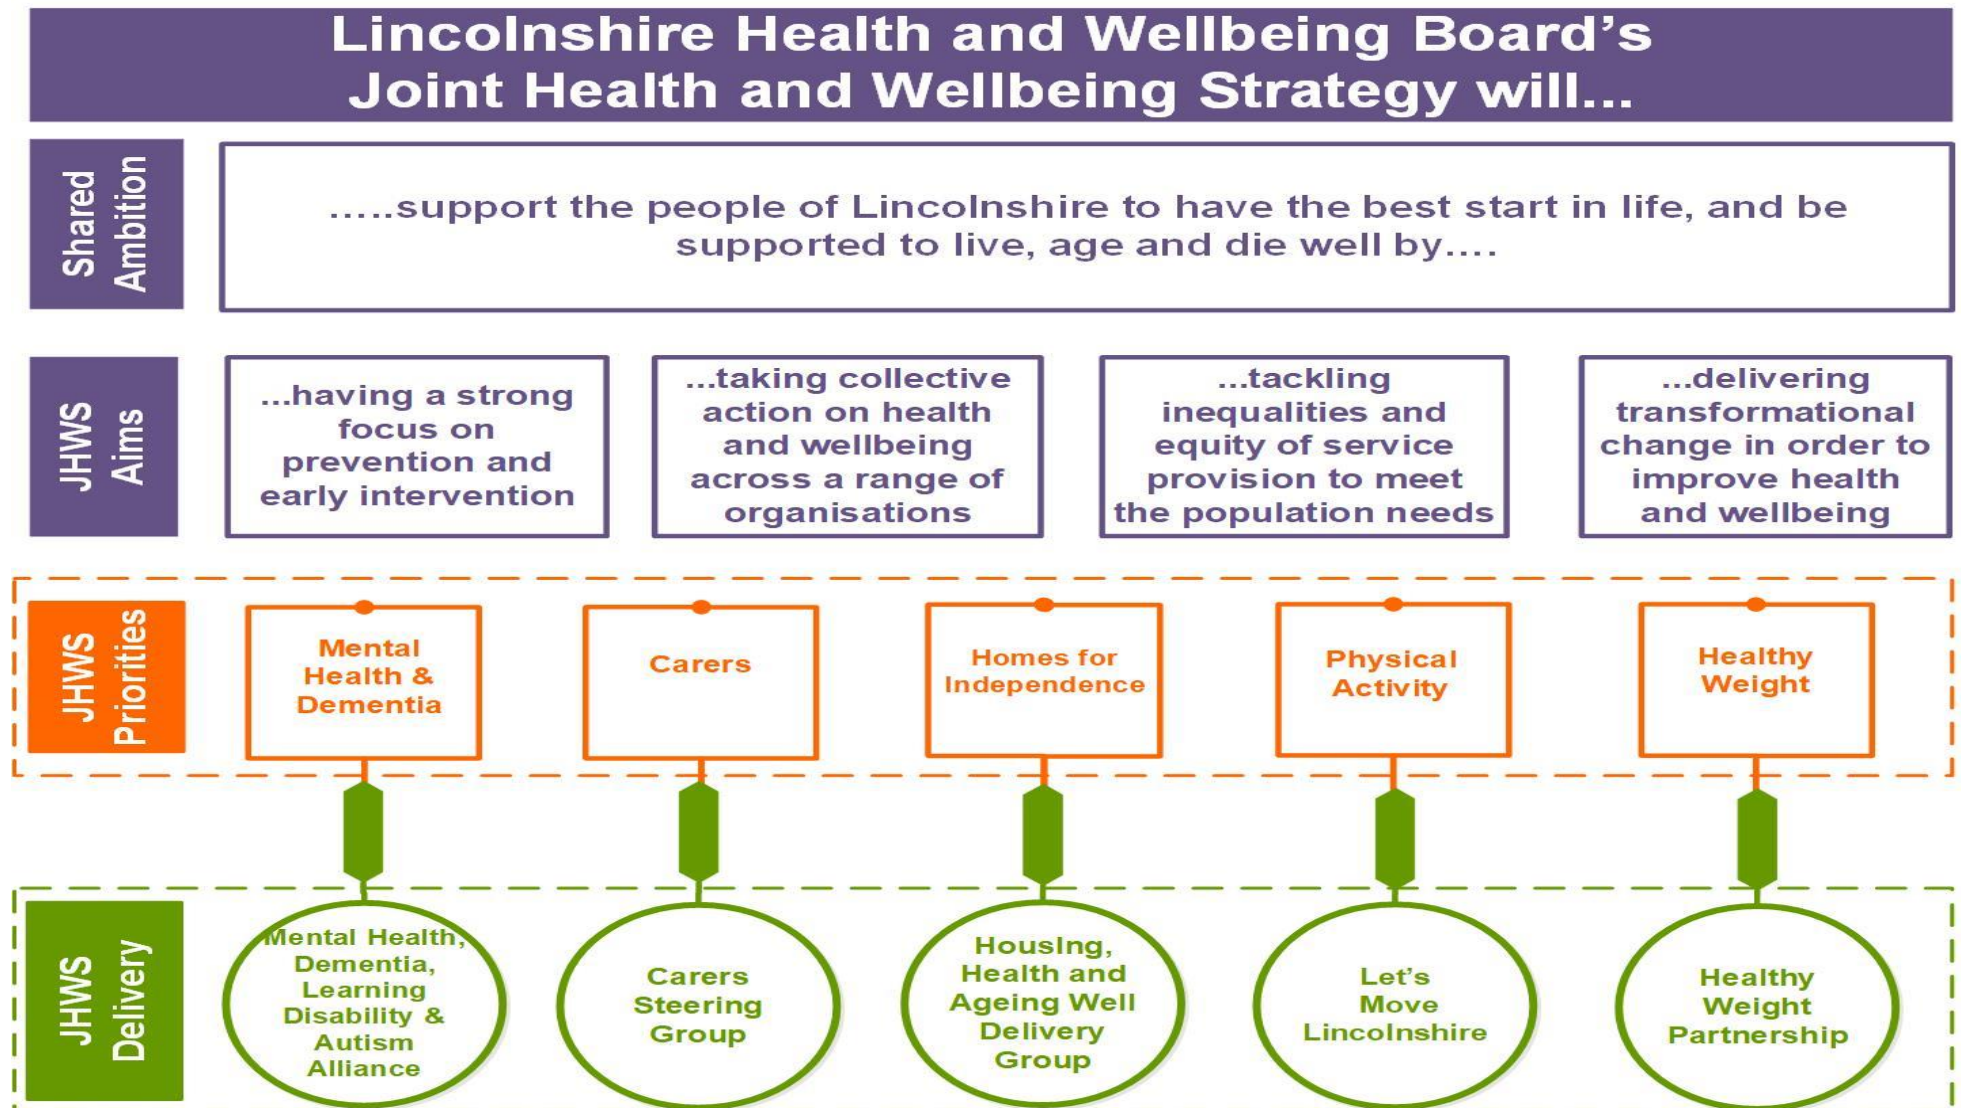 Lincolnshire Health and Wellbeing Board's
Joint Health and Wellbeing Strategy will...
Shared
Ambition
.....support the people of Lincolnshire to have the best start in life, and be
supported to live, age and die well by....
JHWS
Aims
...having a strong
focus on
prevention and
early intervention
...taking collective
action on health
and wellbeing
across a range of
organisations
...tackling
inequalities and
equity of service
provision to meet
the population needs
...delivering
transformational
change in order to
improve health
and wellbeing
JHWS
Priorities
Mental
Health &
Dementia
Carers
Homes for
Independence
Physical
Activity
Healthy
Weight
JHWS
Delivery
Mental Health,
Dementia,
Learning
Disability &
Autism
Alliance
Carers
Steering
Group
Housing,
Health and
Ageing Well
Delivery
Group
Let's
Move
Lincolnshire
Healthy
Weight
Partnership